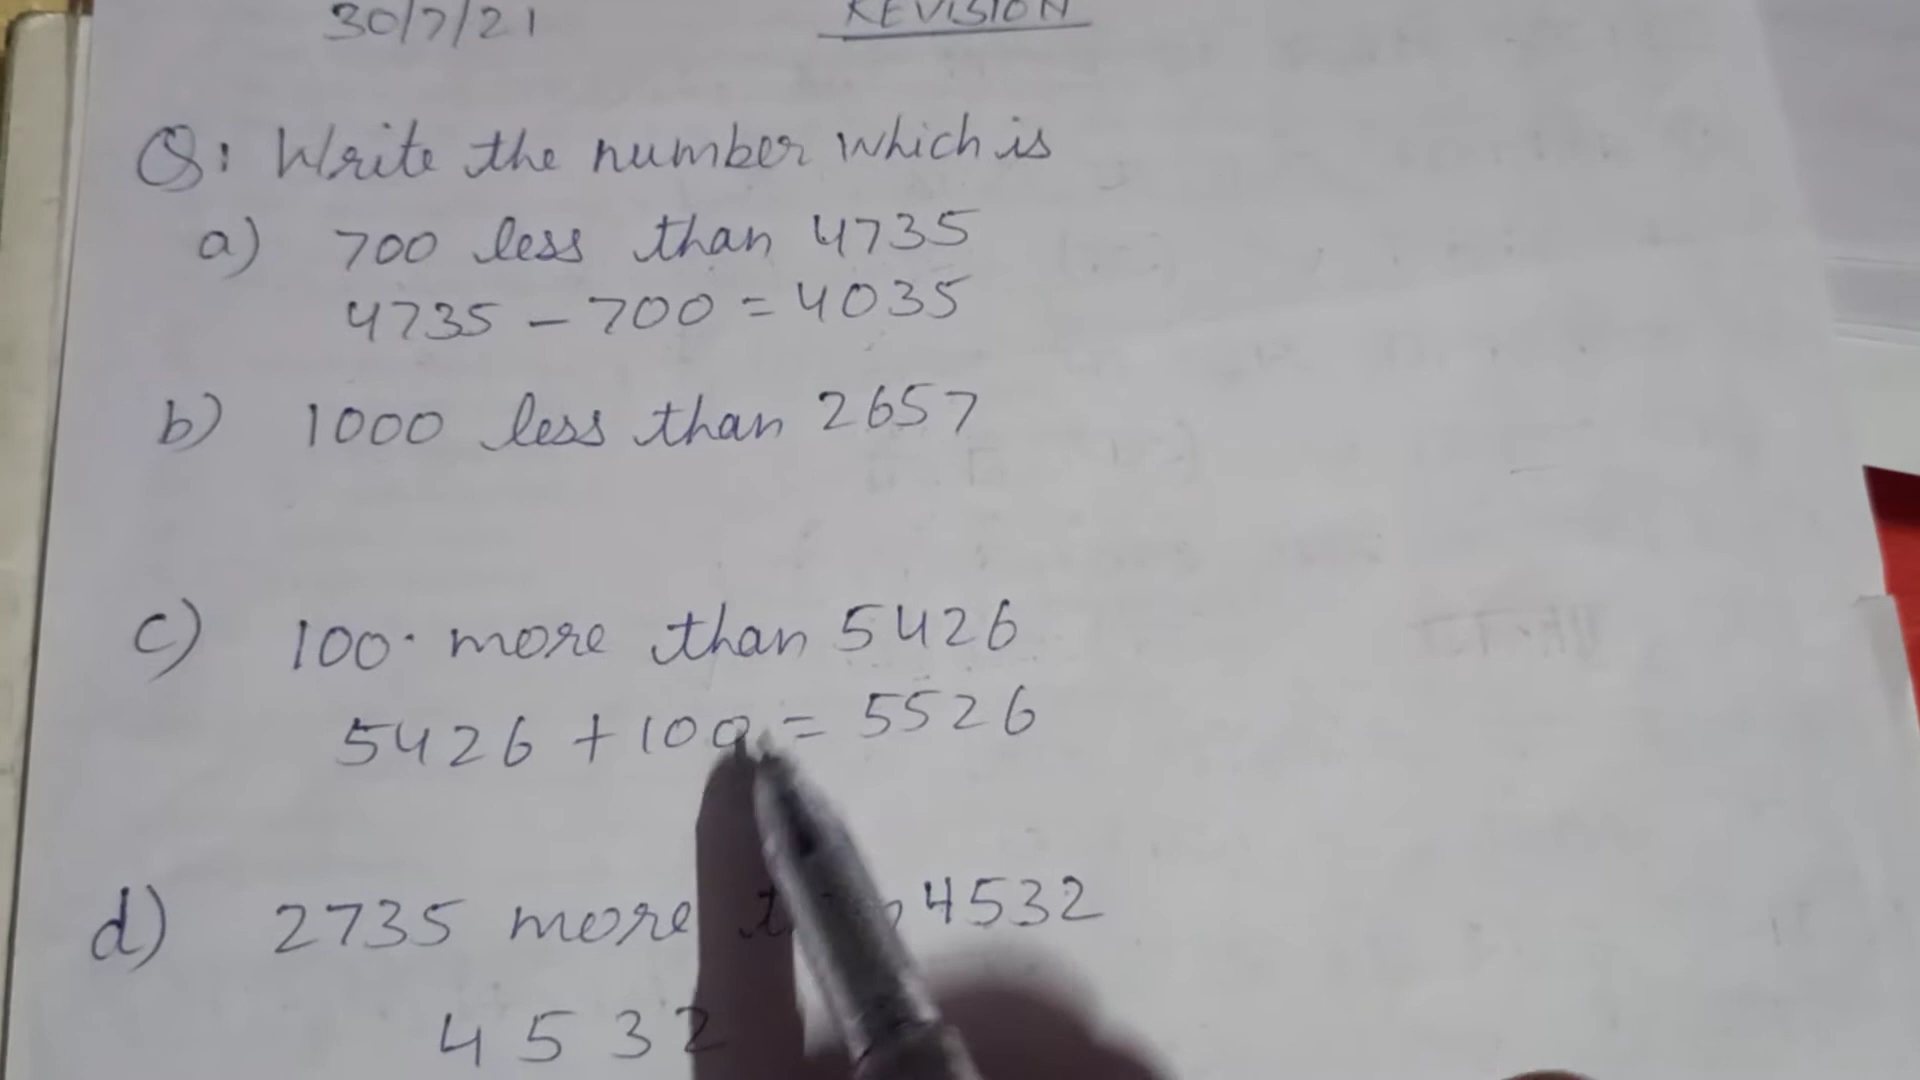 30/7/21 REVISION
Q: Write the number which is
a) 700 less than 4735
4735 - 700 = 4035
b) 1000 less than 2657
c) 100. more than 5426
5426 + 100 = 5526
d) 2735 more 4532
4532